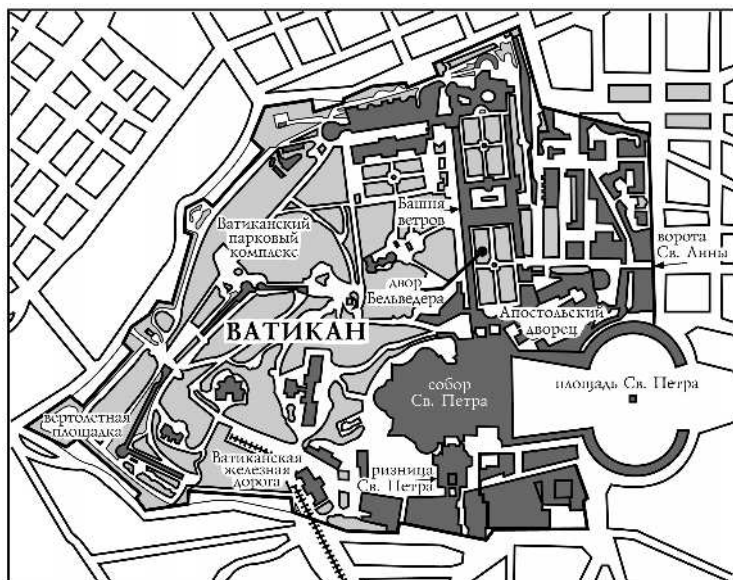 Башня
ветров
Ватиканский
парковый
комплекс
ворота
Св. Анны
двор
Бельведера
Апостольский
дворец
ВАТИКАН
собор
Св. Петра
площадь Св. Петра
вертолетная
площадка
Ватиканская
железная
дорога
ризница
Св. Петра